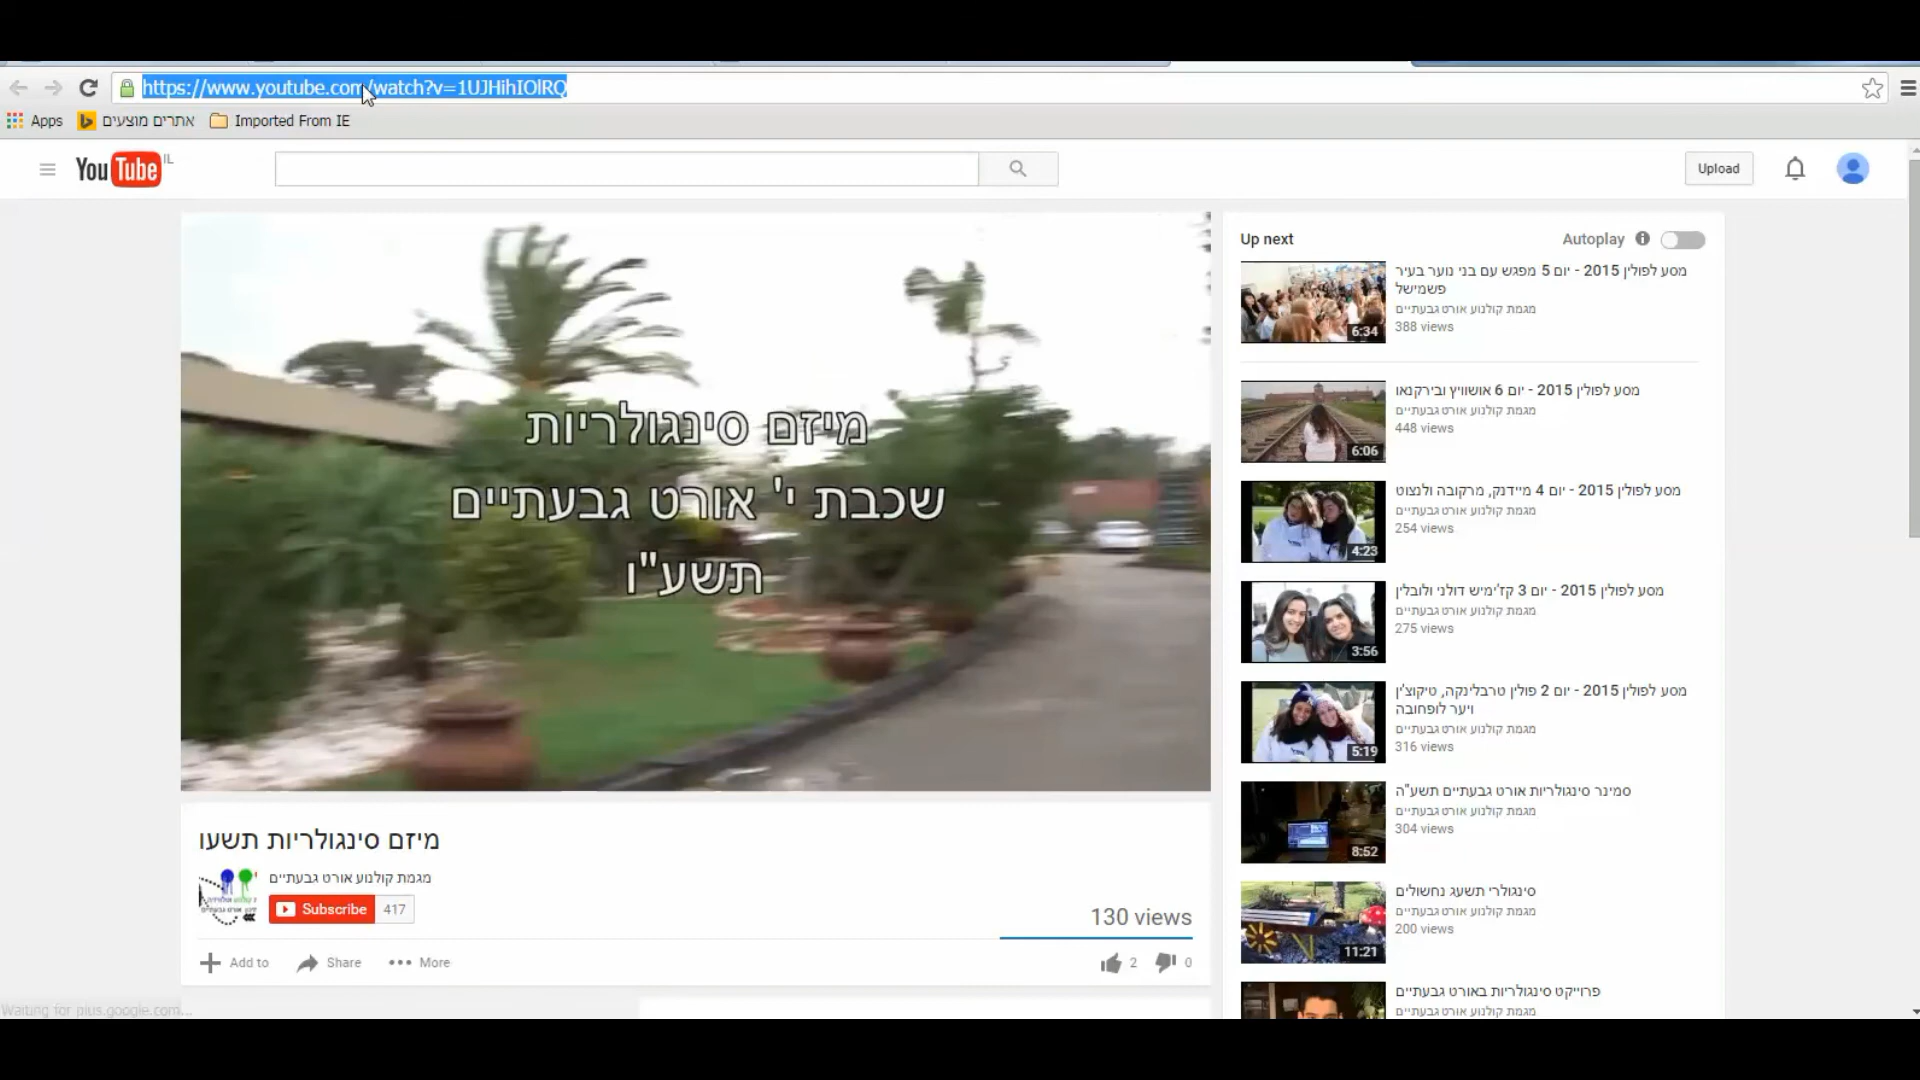 https://www.youtube.com/watch?v=1UJHihIOlRQ
Apps
אתרים מוצעים
Imported From IE
YouTube IL
Upload
מיזם סינגולריות
שכבת י' אורט גבעתיים
תשע"ו
מיזם סינגולריות תשעו
מגמת קולנוע אורט גבעתיים
Subscribe 417
130 views
Add to
Share
More
2
0
Up next
Autoplay
מסע לפולין 2015 - יום 5 מפגש עם בני נוער בעיר
פשמישל
מגמת קולנוע אורט גבעתיים
388 views
6:34
מסע לפולין 2015 - יום 6 אושוויץ ובירקנאו
מגמת קולנוע אורט גבעתיים
448 views
6:06
מסע לפולין 2015 - יום 4 מיידנק, מרקובה ולנצוט
מגמת קולנוע אורט גבעתיים
254 views
4:23
מסע לפולין 2015 - יום 3 קז'ימיש דולני ולובלין
מגמת קולנוע אורט גבעתיים
275 views
3:56
מסע לפולין 2015 - יום 2 פולין טרבלינקה, טיקוצ'ין
ויער לופחובה
מגמת קולנוע אורט גבעתיים
316 views
5:19
סמינר סינגולריות אורט גבעתיים תשע"ה
מגמת קולנוע אורט גבעתיים
304 views
8:52
סינגולרי תשעג נחשולים
מגמת קולנוע אורט גבעתיים
200 views
11:21
פרוייקט סינגולריות באורט גבעתיים
מגמת קולנוע אורט גבעתיים
Waiting for plus.google.com...